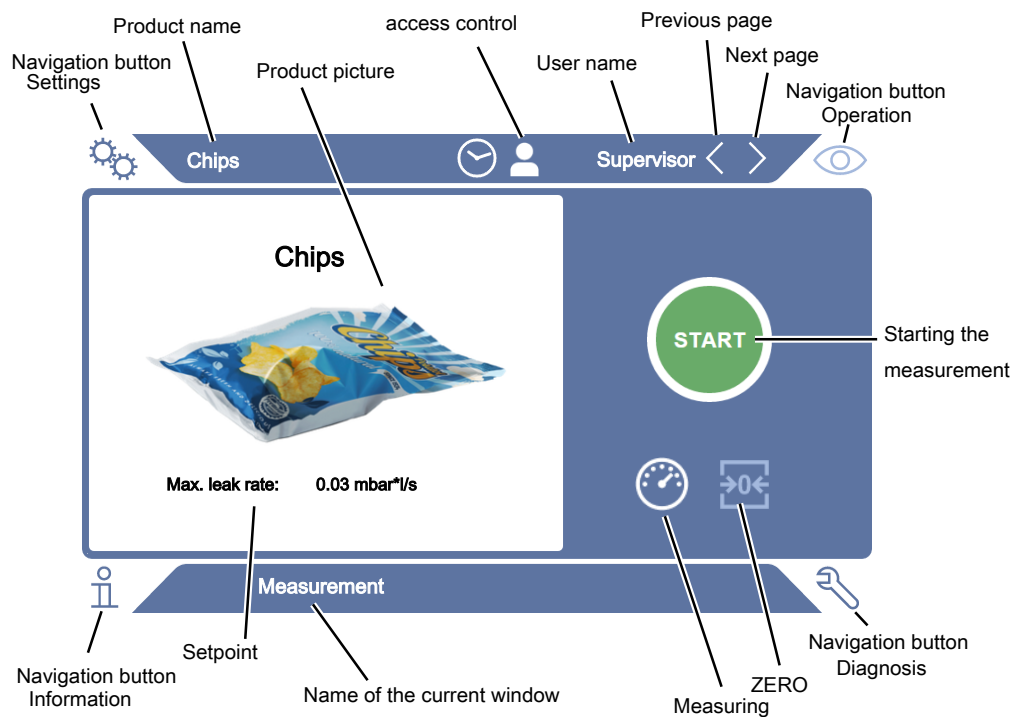 Previous page
Product name
access control
Next page
Navigation button
Settings
Product picture
User name
Navigation button
Operation
Chips
Supervisor
Chips
Chips
START
Starting the
measurement
Max. leak rate: 0.03 mbar*l/s
>0<
Measurement
Setpoint
Navigation button
Diagnosis
Navigation button
Information
Name of the current window
ZERO
Measuring